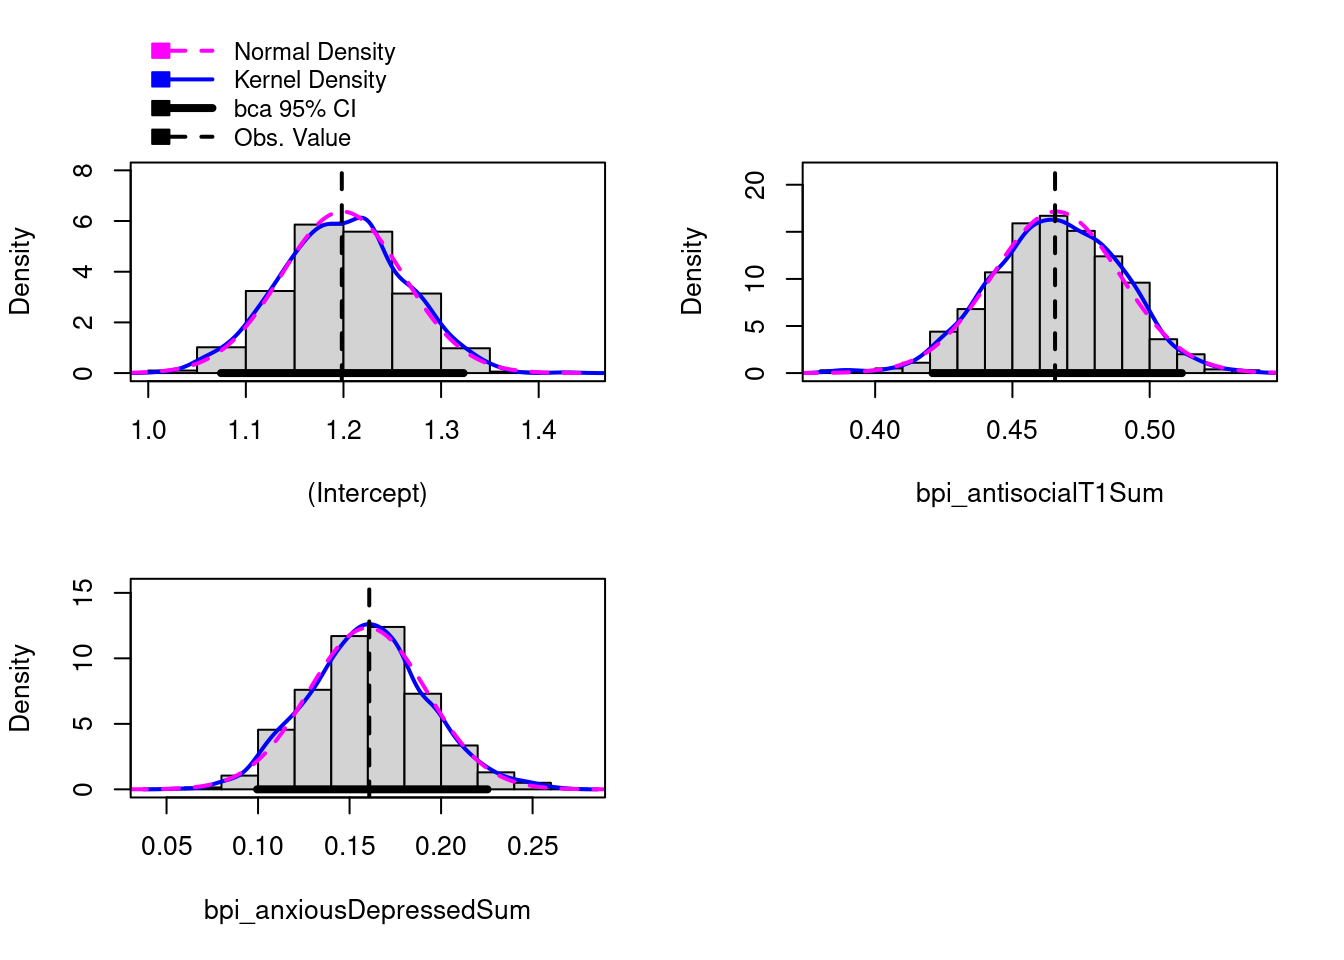 Normal Density
Kernel Density
bca 95% CI
Obs. Value
Density
0 2 4 6 8
1.0 1.1 1.2 1.3 1.4
(Intercept)
Density
0 5 10 20
0.40 0.45 0.50
bpi_antisocialT1Sum
Density
0 5 10 15
0.05 0.10 0.15 0.20 0.25
bpi_anxiousDepressedSum